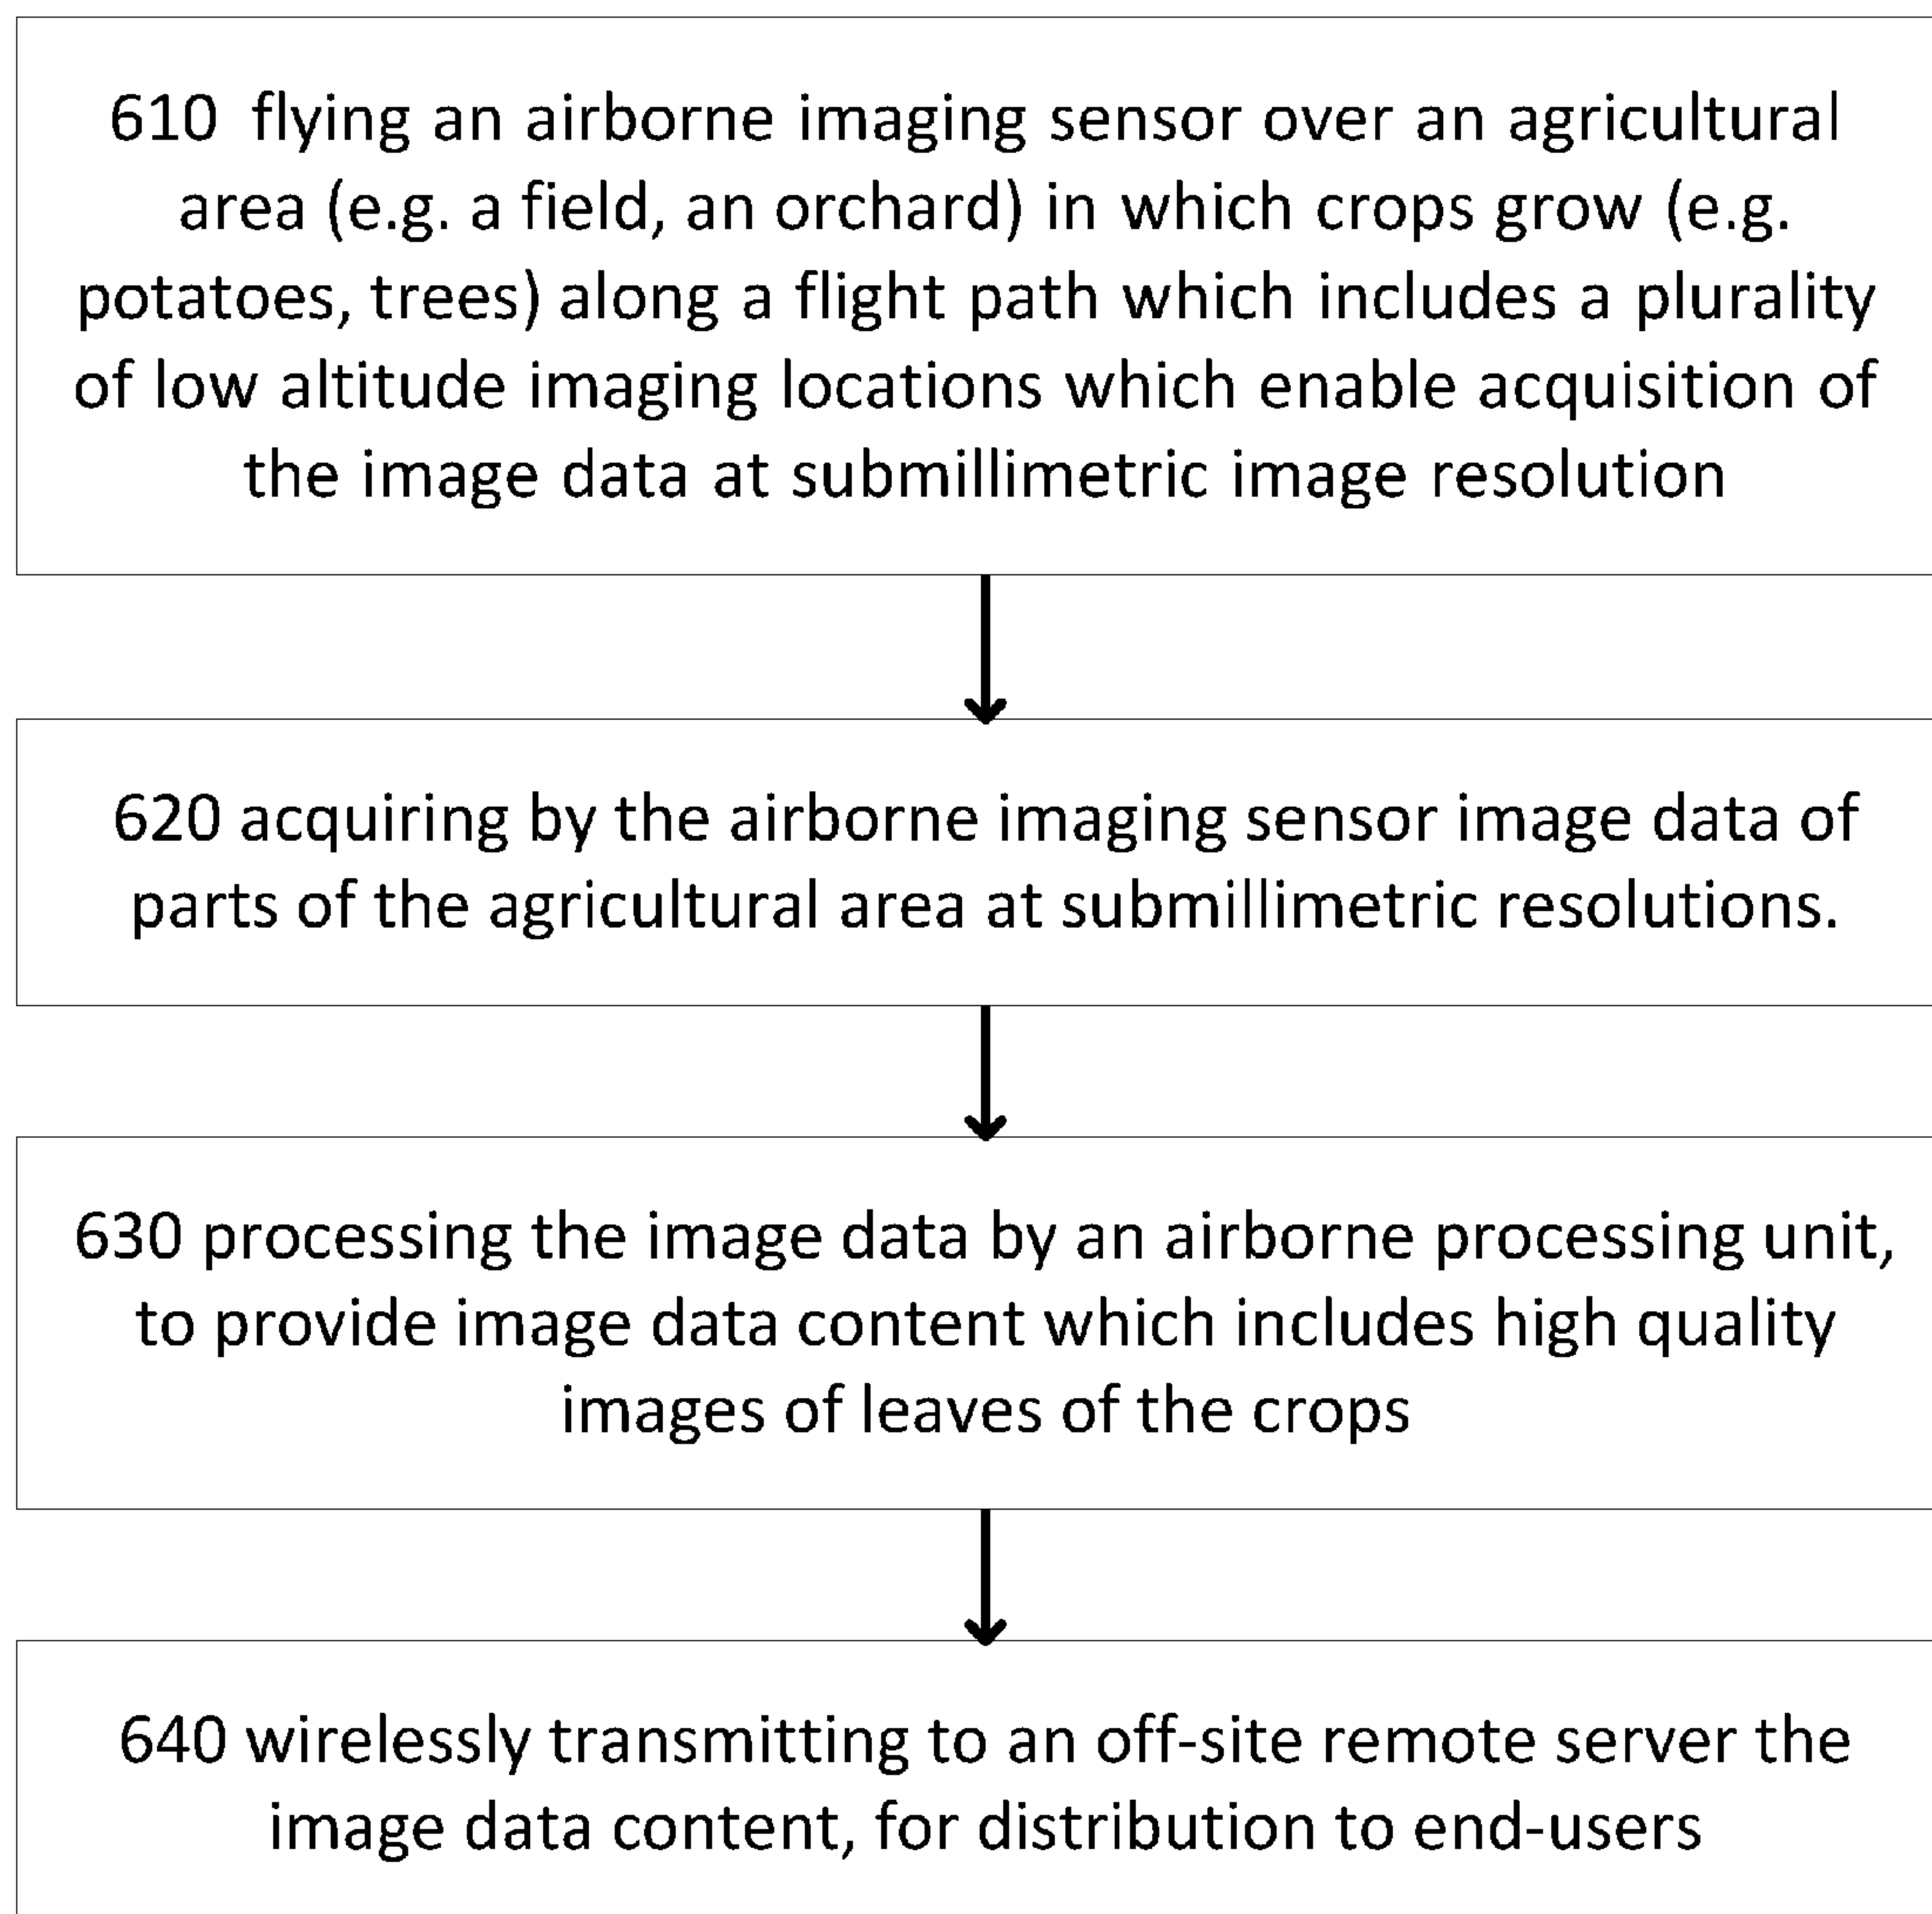 610 flying an airborne imaging sensor over an agricultural
area (e.g. a field, an orchard) in which crops grow (e.g.
potatoes, trees) along a flight path which includes a plurality
of low altitude imaging locations which enable acquisition of
the image data at submillimetric image resolution
620 acquiring by the airborne imaging sensor image data of
parts of the agricultural area at submillimetric resolutions.
630 processing the image data by an airborne processing unit,
to provide image data content which includes high quality
images of leaves of the crops
640 wirelessly transmitting to an off-site remote server the
image data content, for distribution to end-users